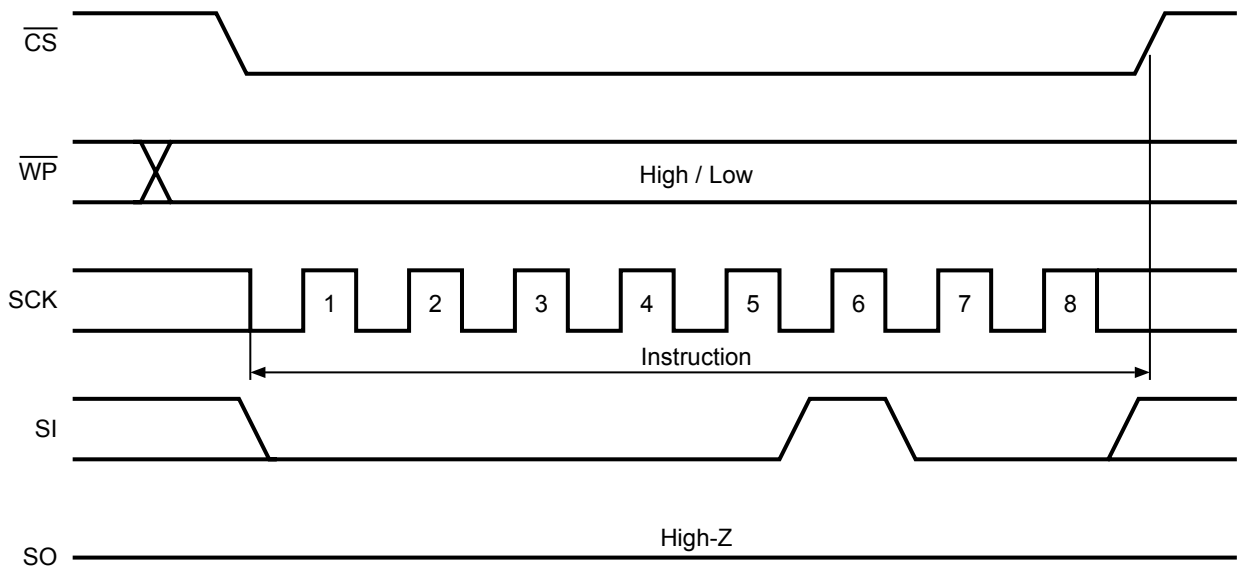 CS
WP
High / Low
SCK
1 2 3 4 5 6 7 8
Instruction
SI
High-Z
SO